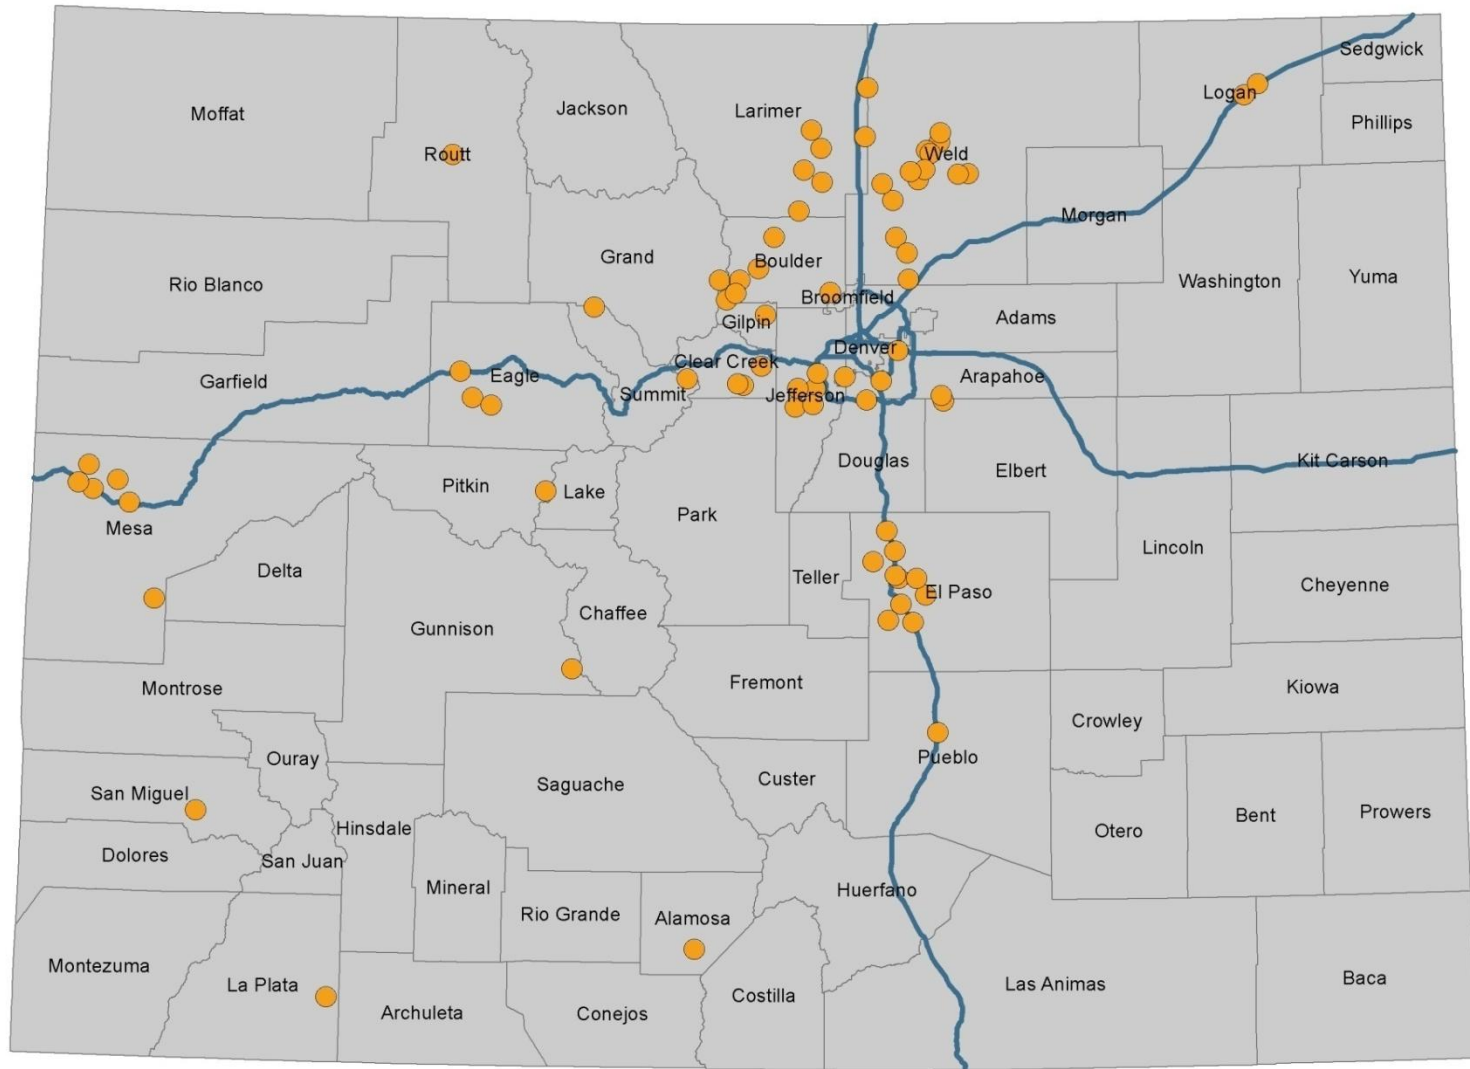 Sedgwick
Logan
Moffat
Jackson
Larimer
Phillips
Routt
Weld
Morgan
Grand
Boulder
Rio Blanco
Washington
Yuma
Broomfield
Gilpin
Adams
Denver
Clear Creek
Eagle
Arapahoe
Garfield
Summit
Jefferson
Douglas
Kit Carson
Elbert
Pitkin
Lake
Park
Mesa
Lincoln
Delta
Teller
Cheyenne
El Paso
Chaffee
Gunnison
Fremont
Montrose
Kiowa
Crowley
Ouray
Pueblo
Custer
Saguache
San Miguel
Hinsdale
Otero
Bent
Prowers
Dolores
San Juan
Mineral
Huerfano
Rio Grande
Alamosa
Montezuma
La Plata
Las Animas
Baca
Costilla
Archuleta
Conejos